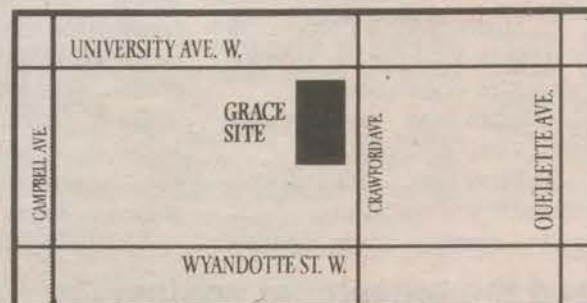 UNIVERSITY AVE. W.
GRACE
SITE
CAMPBELL AVE.
CRAWFORD AVE.
OUELLETTE AVE.
WYANDOTTE ST. W.